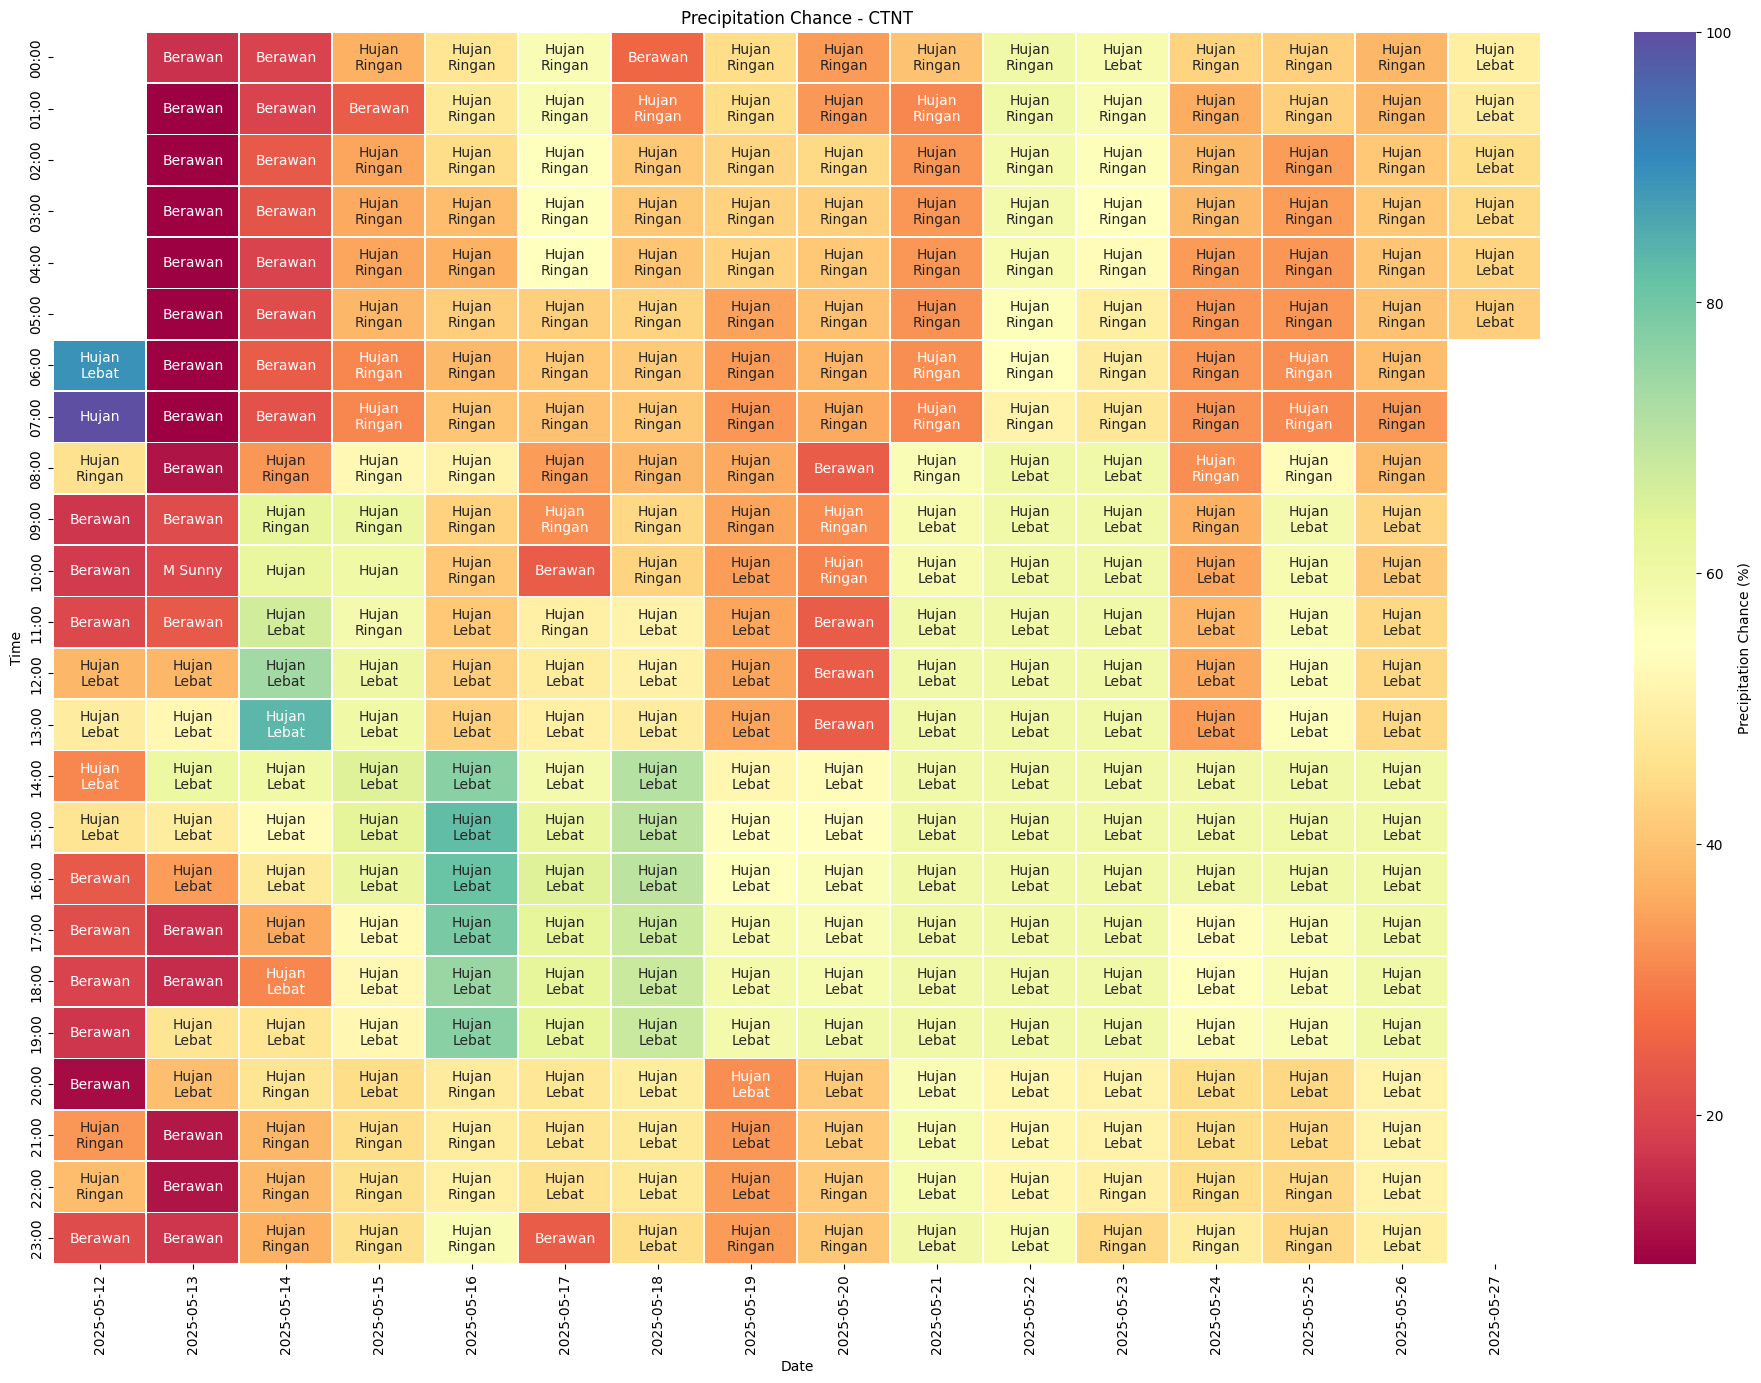 Precipitation Chance - CTNT
00:00 Berawan Berawan Hujan Ringan Hujan Ringan Hujan Ringan Berawan Hujan Ringan Hujan Ringan Hujan Ringan Hujan Ringan Hujan Lebat Hujan Ringan Hujan Ringan Hujan Ringan Hujan Lebat
01:00 Berawan Berawan Berawan Hujan Ringan Hujan Ringan Hujan Ringan Hujan Ringan Hujan Ringan Hujan Ringan Hujan Ringan Hujan Ringan Hujan Ringan Hujan Ringan Hujan Ringan Hujan Lebat
02:00 Berawan Berawan Hujan Ringan Hujan Ringan Hujan Ringan Hujan Ringan Hujan Ringan Hujan Ringan Hujan Ringan Hujan Ringan Hujan Ringan Hujan Ringan Hujan Ringan Hujan Ringan Hujan Lebat
03:00 Berawan Berawan Hujan Ringan Hujan Ringan Hujan Ringan Hujan Ringan Hujan Ringan Hujan Ringan Hujan Ringan Hujan Ringan Hujan Ringan Hujan Ringan Hujan Ringan Hujan Ringan Hujan Lebat
04:00 Berawan Berawan Hujan Ringan Hujan Ringan Hujan Ringan Hujan Ringan Hujan Ringan Hujan Ringan Hujan Ringan Hujan Ringan Hujan Ringan Hujan Ringan Hujan Ringan Hujan Ringan Hujan Lebat
05:00 Berawan Berawan Hujan Ringan Hujan Ringan Hujan Ringan Hujan Ringan Hujan Ringan Hujan Ringan Hujan Ringan Hujan Ringan Hujan Ringan Hujan Ringan Hujan Ringan Hujan Ringan Hujan Lebat
06:00 Hujan Lebat Berawan Berawan Hujan Ringan Hujan Ringan Hujan Ringan Hujan Ringan Hujan Ringan Hujan Ringan Hujan Ringan Hujan Ringan Hujan Ringan Hujan Ringan Hujan Ringan Hujan Ringan
07:00 Hujan Berawan Berawan Hujan Ringan Hujan Ringan Hujan Ringan Hujan Ringan Hujan Ringan Hujan Ringan Hujan Ringan Hujan Ringan Hujan Ringan Hujan Ringan Hujan Ringan Hujan Ringan
08:00 Hujan Ringan Berawan Hujan Ringan Hujan Ringan Hujan Ringan Hujan Ringan Hujan Ringan Hujan Ringan Berawan Hujan Ringan Hujan Lebat Hujan Lebat Hujan Ringan Hujan Ringan Hujan Ringan
09:00 Berawan Berawan Hujan Ringan Hujan Ringan Hujan Ringan Hujan Ringan Hujan Ringan Hujan Ringan Hujan Ringan Hujan Lebat Hujan Lebat Hujan Lebat Hujan Ringan Hujan Lebat Hujan Lebat
10:00 Berawan M Sunny Hujan Hujan Hujan Ringan Berawan Hujan Ringan Hujan Lebat Hujan Ringan Hujan Lebat Hujan Lebat Hujan Lebat Hujan Lebat Hujan Lebat Hujan Lebat
11:00 Berawan Berawan Hujan Lebat Hujan Ringan Hujan Lebat Hujan Ringan Hujan Lebat Hujan Lebat Berawan Hujan Lebat Hujan Lebat Hujan Lebat Hujan Lebat Hujan Lebat Hujan Lebat
12:00 Hujan Lebat Hujan Lebat Hujan Lebat Hujan Lebat Hujan Lebat Hujan Lebat Hujan Lebat Hujan Lebat Berawan Hujan Lebat Hujan Lebat Hujan Lebat Hujan Lebat Hujan Lebat Hujan Lebat
13:00 Hujan Lebat Hujan Lebat Hujan Lebat Hujan Lebat Hujan Lebat Hujan Lebat Hujan Lebat Hujan Lebat Berawan Hujan Lebat Hujan Lebat Hujan Lebat Hujan Lebat Hujan Lebat Hujan Lebat
14:00 Hujan Lebat Hujan Lebat Hujan Lebat Hujan Lebat Hujan Lebat Hujan Lebat Hujan Lebat Hujan Lebat Hujan Lebat Hujan Lebat Hujan Lebat Hujan Lebat Hujan Lebat Hujan Lebat Hujan Lebat
15:00 Hujan Lebat Hujan Lebat Hujan Lebat Hujan Lebat Hujan Lebat Hujan Lebat Hujan Lebat Hujan Lebat Hujan Lebat Hujan Lebat Hujan Lebat Hujan Lebat Hujan Lebat Hujan Lebat Hujan Lebat
16:00 Berawan Hujan Lebat Hujan Lebat Hujan Lebat Hujan Lebat Hujan Lebat Hujan Lebat Hujan Lebat Hujan Lebat Hujan Lebat Hujan Lebat Hujan Lebat Hujan Lebat Hujan Lebat Hujan Lebat
17:00 Berawan Berawan Hujan Lebat Hujan Lebat Hujan Lebat Hujan Lebat Hujan Lebat Hujan Lebat Hujan Lebat Hujan Lebat Hujan Lebat Hujan Lebat Hujan Lebat Hujan Lebat Hujan Lebat
18:00 Berawan Berawan Hujan Lebat Hujan Lebat Hujan Lebat Hujan Lebat Hujan Lebat Hujan Lebat Hujan Lebat Hujan Lebat Hujan Lebat Hujan Lebat Hujan Lebat Hujan Lebat Hujan Lebat
19:00 Berawan Hujan Lebat Hujan Lebat Hujan Lebat Hujan Lebat Hujan Lebat Hujan Lebat Hujan Lebat Hujan Lebat Hujan Lebat Hujan Lebat Hujan Lebat Hujan Lebat Hujan Lebat Hujan Lebat
20:00 Berawan Hujan Lebat Hujan Ringan Hujan Lebat Hujan Ringan Hujan Lebat Hujan Lebat Hujan Lebat Hujan Lebat Hujan Lebat Hujan Lebat Hujan Lebat Hujan Lebat Hujan Lebat Hujan Lebat
21:00 Hujan Ringan Berawan Hujan Ringan Hujan Ringan Hujan Ringan Hujan Lebat Hujan Lebat Hujan Lebat Hujan Lebat Hujan Lebat Hujan Lebat Hujan Lebat Hujan Lebat Hujan Lebat Hujan Lebat
22:00 Hujan Ringan Berawan Hujan Ringan Hujan Ringan Hujan Ringan Hujan Lebat Hujan Lebat Hujan Lebat Hujan Ringan Hujan Lebat Hujan Lebat Hujan Ringan Hujan Ringan Hujan Ringan Hujan Lebat
23:00 Berawan Berawan Hujan Ringan Hujan Ringan Hujan Ringan Berawan Hujan Lebat Hujan Ringan Hujan Ringan Hujan Lebat Hujan Lebat Hujan Ringan Hujan Ringan Hujan Ringan Hujan Lebat
Time
2025-05-12 2025-05-13 2025-05-14 2025-05-15 2025-05-16 2025-05-17 2025-05-18 2025-05-19 2025-05-20 2025-05-21 2025-05-22 2025-05-23 2025-05-24 2025-05-25 2025-05-26 2025-05-27
Date
100
80
60
40
20
Precipitation Chance (%)